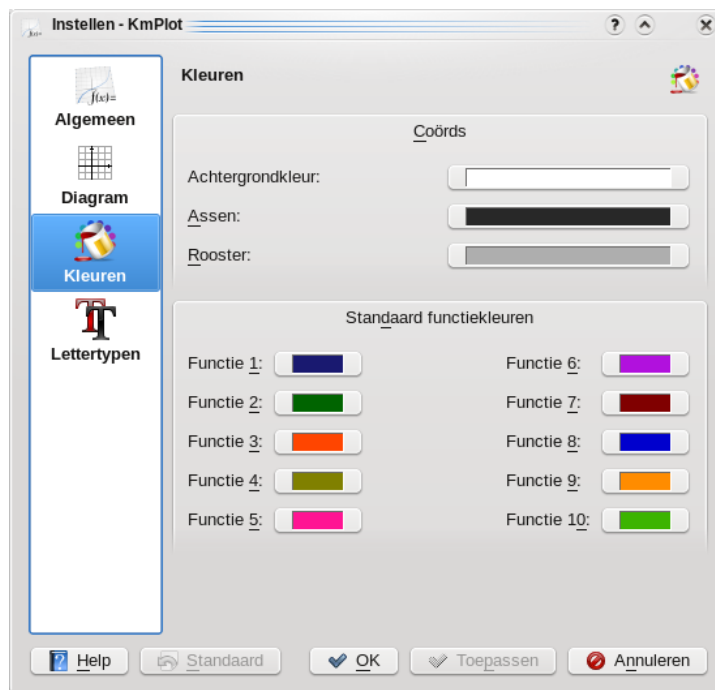 Instellen - KmPlot
Algemeen
Diagram
Kleuren
Lettertypen
Kleuren
Coörds
Achtergrondkleur:
Assen:
Rooster:
Standaard functiekleuren
Functie 1:
Functie 6:
Functie 2:
Functie 7:
Functie 3:
Functie 8:
Functie 4:
Functie 9:
Functie 5:
Functie 10:
Help
Standaard
OK
Toepassen
Annuleren